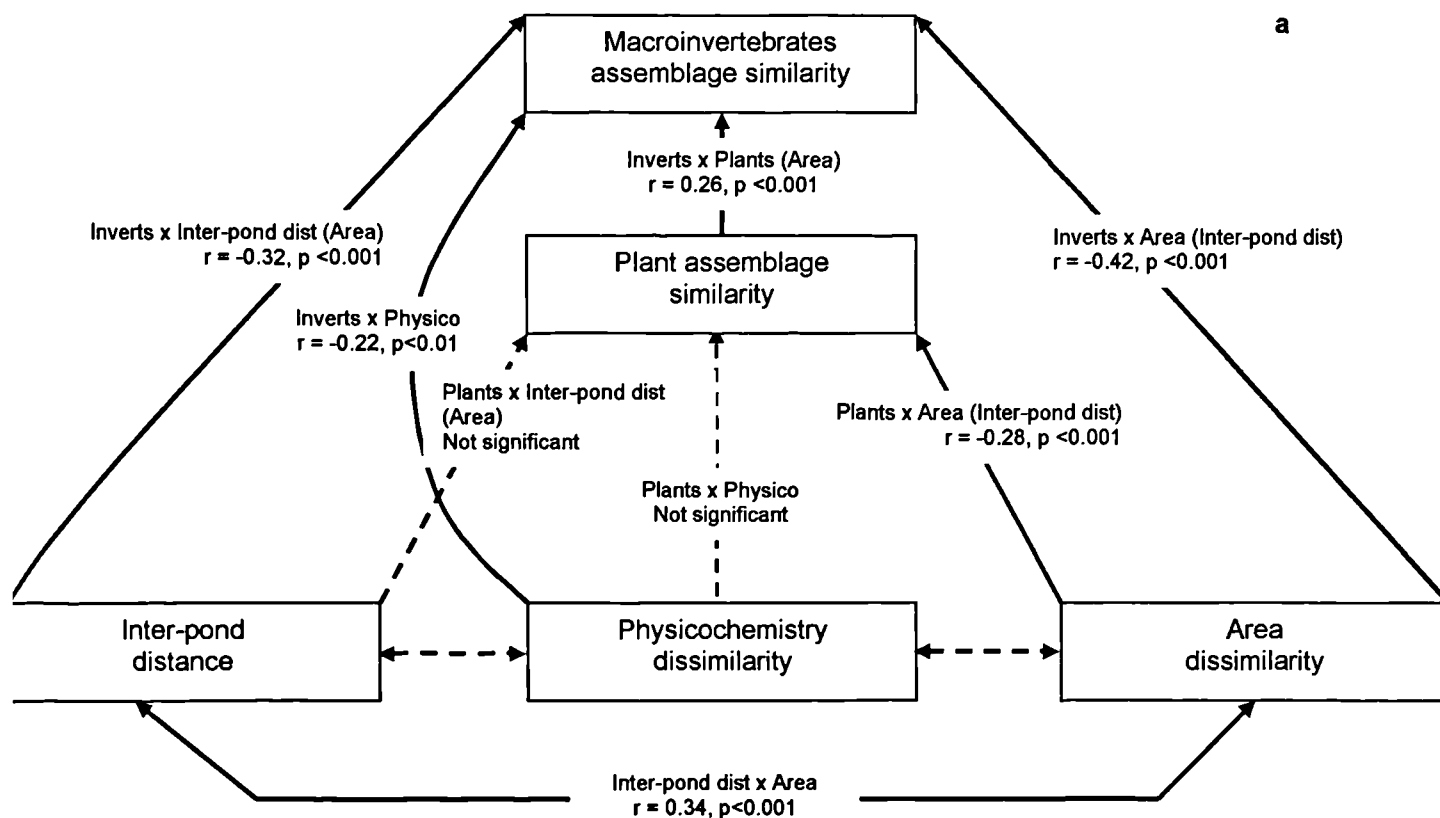 a
Macroinvertebrates
assemblage similarity
Inverts x Plants (Area)
r = 0.26, p <0.001
Inverts x Inter-pond dist (Area)
r = -0.32, p <0.001
Inverts x Area (Inter-pond dist)
r = -0.42, p <0.001
Plant assemblage
similarity
Inverts x Physico
r = -0.22, p<0.01
Plants x Inter-pond dist
(Area)
Not significant
Plants x Area (Inter-pond dist)
r = -0.28, p <0.001
Plants x Physico
Not significant
Inter-pond
distance
Physicochemistry
dissimilarity
Area
dissimilarity
Inter-pond dist x Area
r = 0.34, p<0.001